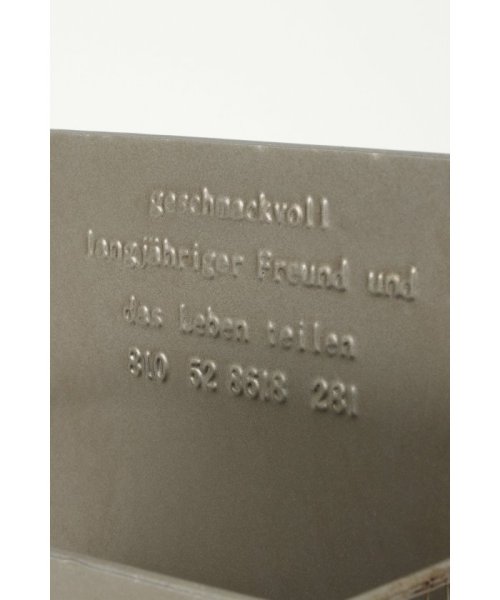 geschmackvoll
langjähriger Freund und
das Leben teilen
810 52 8618 281